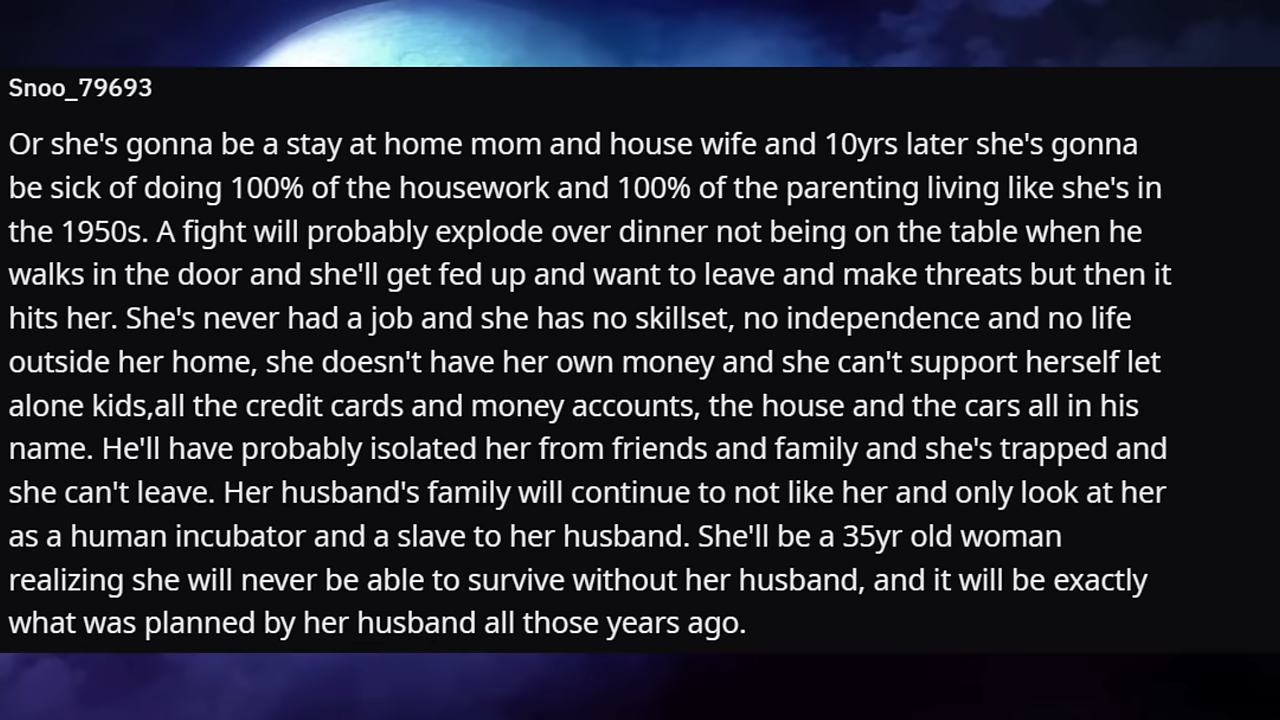 Snoo_79693
Or she's gonna be a stay at home mom and house wife and 10yrs later she's gonna
be sick of doing 100% of the housework and 100% of the parenting living like she's in
the 1950s. A fight will probably explode over dinner not being on the table when he
walks in the door and she'll get fed up and want to leave and make threats but then it
hits her. She's never had a job and she has no skillset, no independence and no life
outside her home, she doesn't have her own money and she can't support herself let
alone kids,all the credit cards and money accounts, the house and the cars all in his
name. He'll have probably isolated her from friends and family and she's trapped and
she can't leave. Her husband's family will continue to not like her and only look at her
as a human incubator and a slave to her husband. She'll be a 35yr old woman
realizing she will never be able to survive without her husband, and it will be exactly
what was planned by her husband all those years ago.